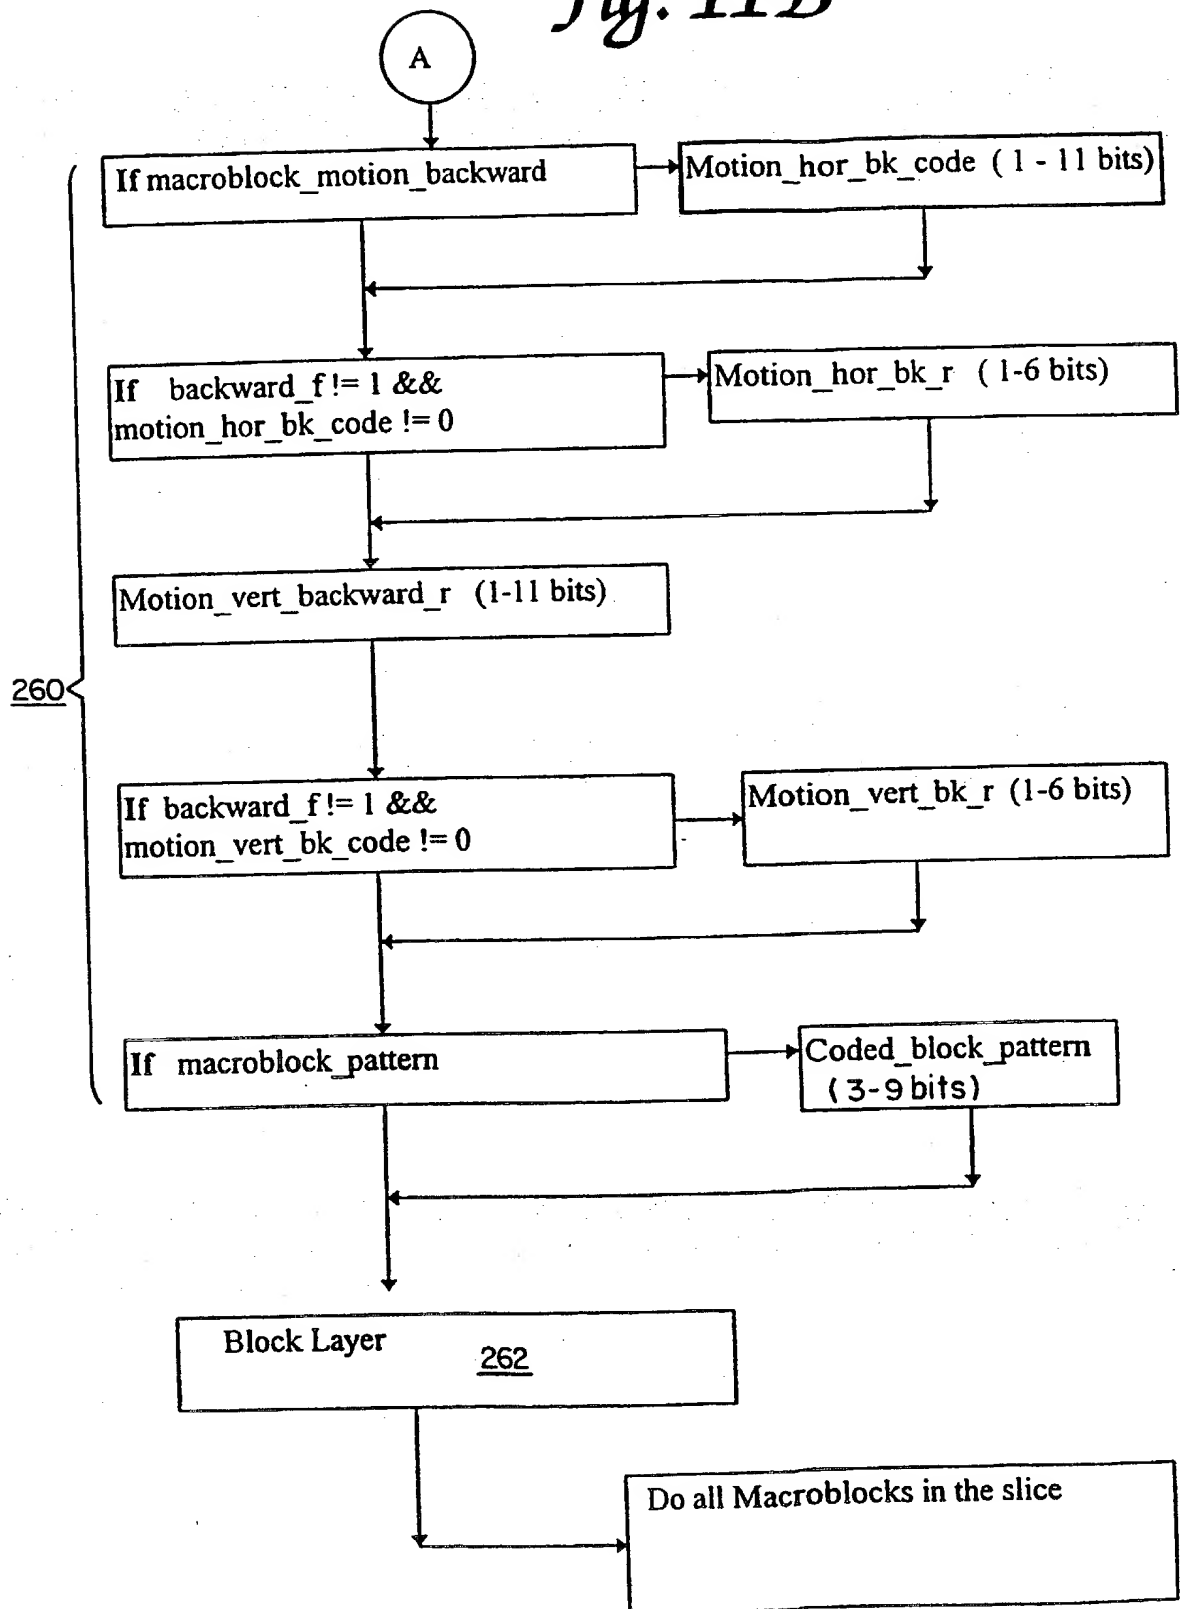 Fig. 11B
A
If macroblock_motion_backward
Motion_hor_bk_code ( 1 - 11 bits)
If backward_f != 1 &&
motion_hor_bk_code != 0
Motion_hor_bk_r ( 1-6 bits)
Motion_vert_backward_r (1-11 bits)
260
If backward_f != 1 &&
motion_vert_bk_code != 0
Motion_vert_bk_r (1-6 bits)
If macroblock_pattern
Coded_block_pattern
( 3-9 bits)
Block Layer
262
Do all Macroblocks in the slice